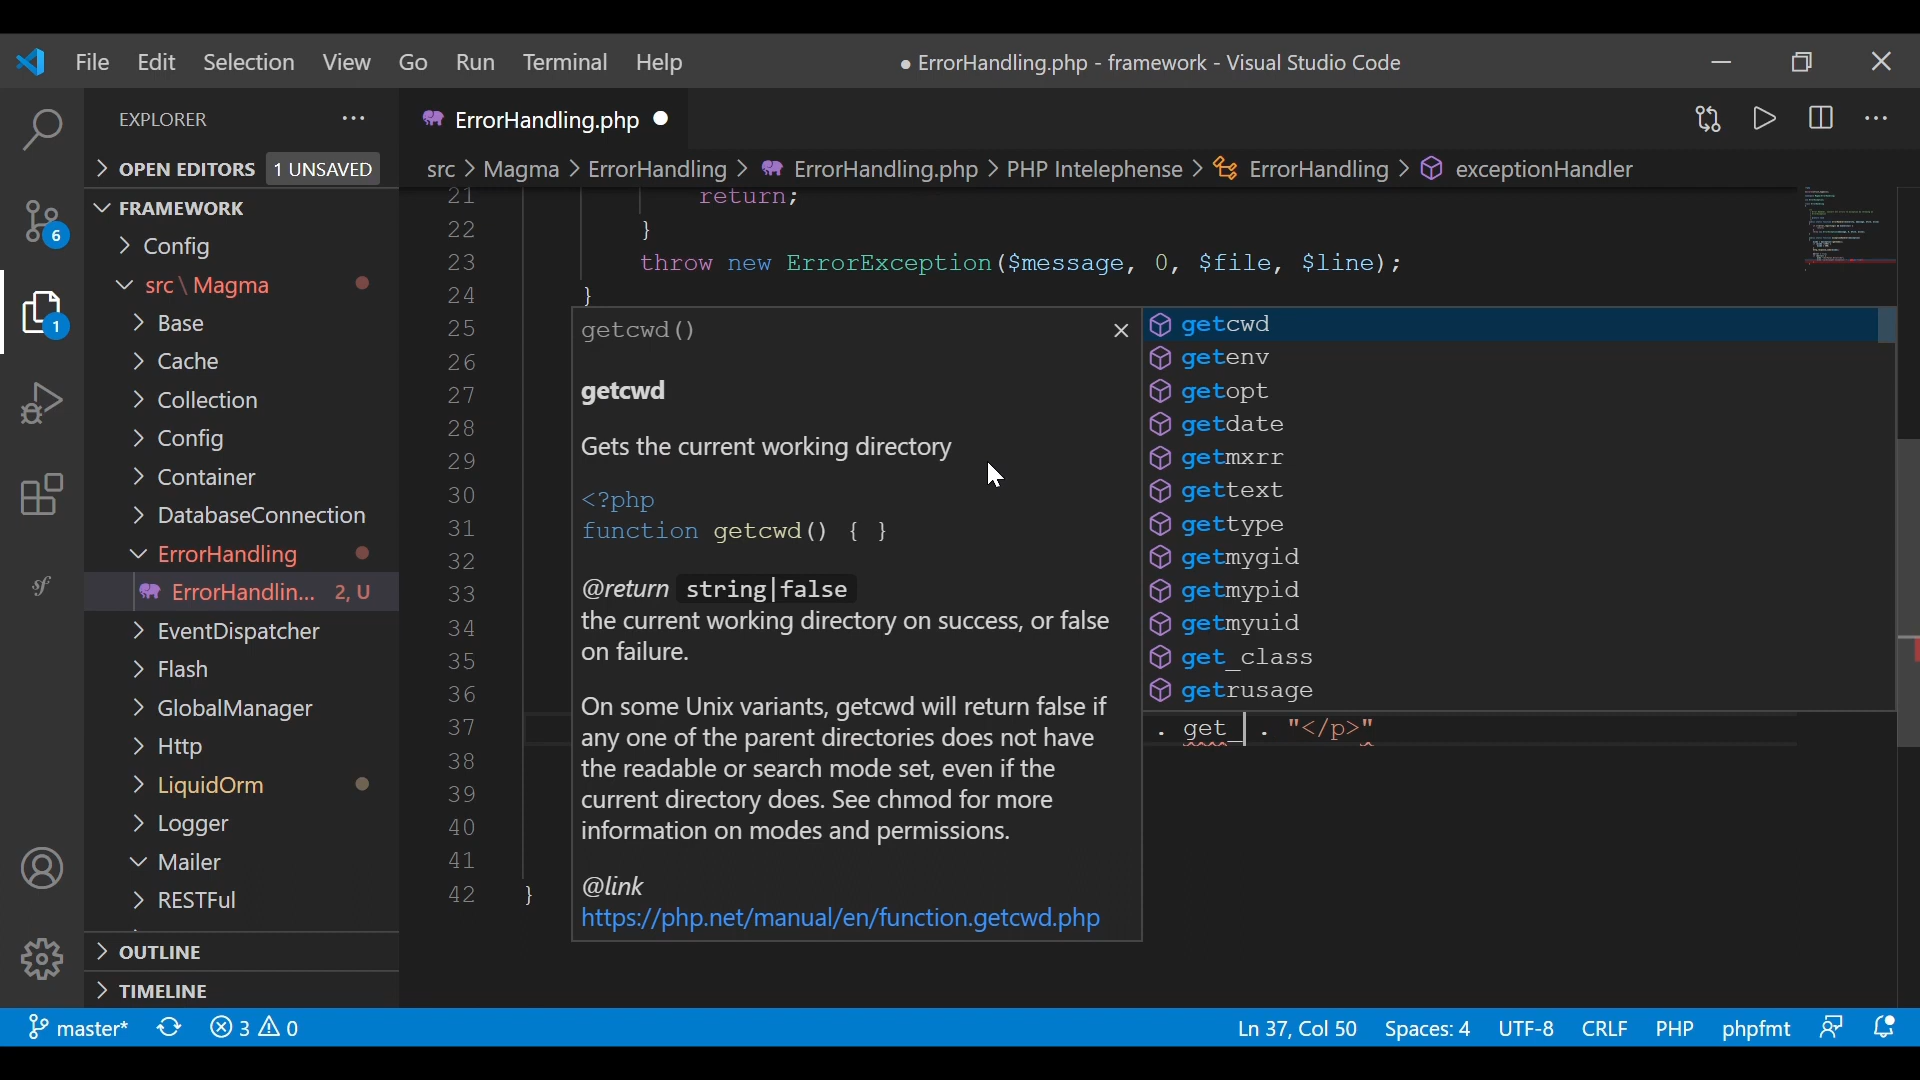 File Edit Selection View Go Run Terminal Help
● ErrorHandling.php - framework - Visual Studio Code
EXPLORER ···
ErrorHandling.php ●
> OPEN EDITORS 1 UNSAVED
src > Magma > ErrorHandling > ErrorHandling.php > PHP Intelephense > ErrorHandling > exceptionHandler
FRAMEWORK
Config
src \ Magma
Base
Cache
Collection
Config
Container
DatabaseConnection
ErrorHandling
ErrorHandlin... 2, U
EventDispatcher
Flash
GlobalManager
Http
LiquidOrm
Logger
Mailer
RESTFul
OUTLINE
TIMELINE
6
1
sf
21 return;
22 }
23 throw new ErrorException($message, 0, $file, $line);
24 }
25
26
27
28
29
30
31
32
33
34
35
36
37 . get_ . "</p>"
38
39
40
41
42 }
getcwd()
getcwd
Gets the current working directory
<?php
function getcwd() { }
@return string|false
the current working directory on success, or false
on failure.
On some Unix variants, getcwd will return false if
any one of the parent directories does not have
the readable or search mode set, even if the
current directory does. See chmod for more
information on modes and permissions.
@link
https://php.net/manual/en/function.getcwd.php
getcwd
getenv
getopt
getdate
getmxrr
gettext
gettype
getmygid
getmypid
getmyuid
get_class
getrusage
master* 3 0 Ln 37, Col 50 Spaces: 4 UTF-8 CRLF PHP phpfmt